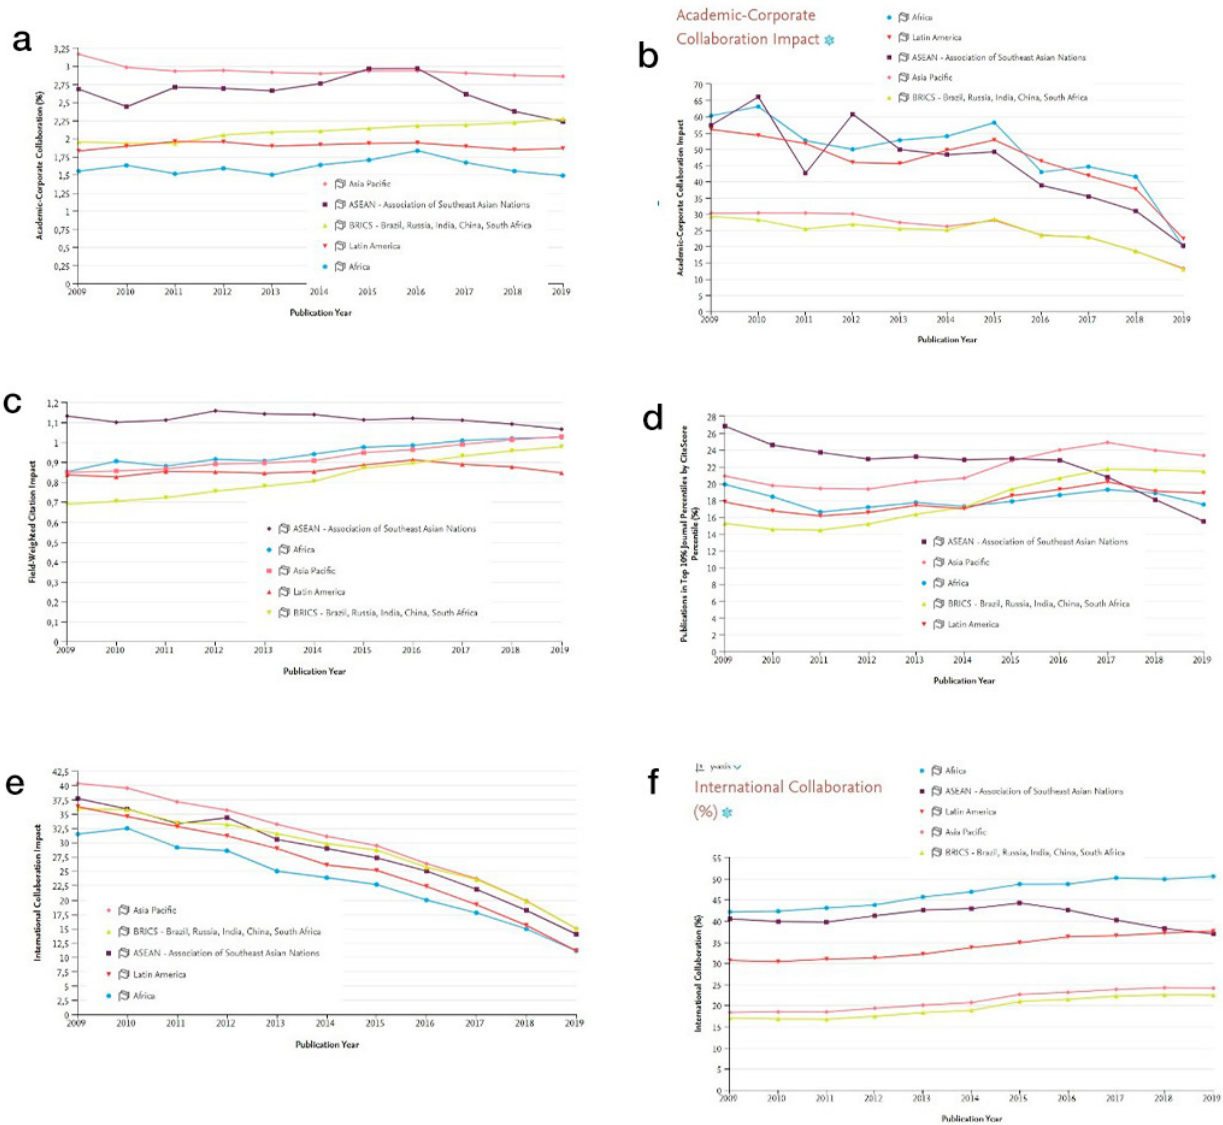 a
3,25
3
2,75
2,5
2,25
2
1,75
1,5
1,25
1
0,75
0,5
0,25
0
Academic-Corporate Collaboration (%)
Asia Pacific
ASEAN - Association of Southeast Asian Nations
BRICS - Brazil, Russia, India, China, South Africa
Latin America
Africa
2009 2010 2011 2012 2013 2014 2015 2016 2017 2018 2019
Publication Year
b
Academic-Corporate
Collaboration Impact
Africa
Latin America
ASEAN - Association of Southeast Asian Nations
Asia Pacific
BRICS - Brazil, Russia, India, China, South Africa
70
65
60
55
50
45
40
35
30
25
20
15
10
5
0
Academic-Corporate Collaboration Impact
2009 2010 2011 2012 2013 2014 2015 2016 2017 2018 2019
Publication Year
c
1,2
1,1
1
0,9
0,8
0,7
0,6
0,5
0,4
0,3
0,2
0,1
0
Field-Weighted Citation Impact
ASEAN - Association of Southeast Asian Nations
Africa
Asia Pacific
Latin America
BRICS - Brazil, Russia, India, China, South Africa
2009 2010 2011 2012 2013 2014 2015 2016 2017 2018 2019
Publication Year
d
28
26
24
22
20
18
16
14
12
10
8
6
4
2
0
Publications in Top 10% Journal Percentiles by CiteScore
Percentile (%)
ASEAN - Association of Southeast Asian Nations
Asia Pacific
Africa
BRICS - Brazil, Russia, India, China, South Africa
Latin America
2009 2010 2011 2012 2013 2014 2015 2016 2017 2018 2019
Publication Year
e
42,5
40
37,5
35
32,5
30
27,5
25
22,5
20
17,5
15
12,5
10
7,5
5
2,5
0
International Collaboration Impact
Asia Pacific
BRICS - Brazil, Russia, India, China, South Africa
ASEAN - Association of Southeast Asian Nations
Latin America
Africa
2009 2010 2011 2012 2013 2014 2015 2016 2017 2018 2019
Publication Year
f
y-axis
International Collaboration
(%)
Africa
ASEAN - Association of Southeast Asian Nations
Latin America
Asia Pacific
BRICS - Brazil, Russia, India, China, South Africa
55
50
45
40
35
30
25
20
15
10
5
0
International Collaboration (%)
2009 2010 2011 2012 2013 2014 2015 2016 2017 2018 2019
Publication Year